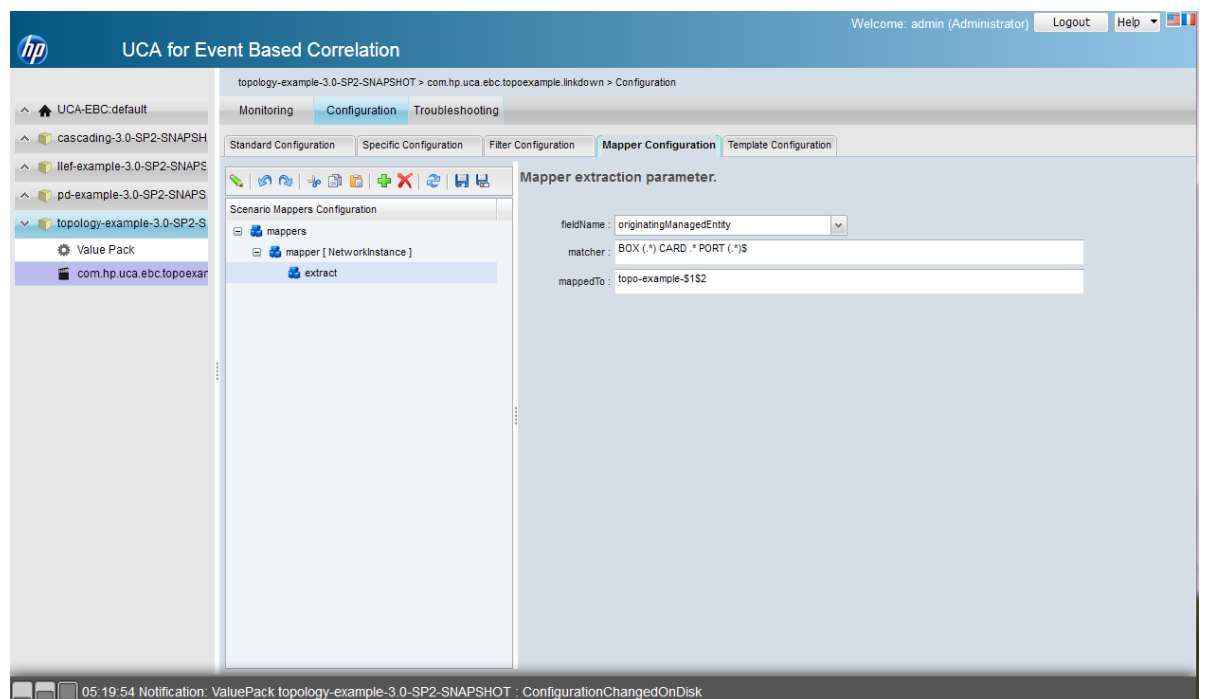 Welcome: admin (Administrator) Logout Help
hp UCA for Event Based Correlation
topology-example-3.0-SP2-SNAPSHOT > com.hp.uca.ebc.topoexample.linkdown > Configuration
UCA-EBC:default
cascading-3.0-SP2-SNAPSH
llef-example-3.0-SP2-SNAPS
pd-example-3.0-SP2-SNAPS
topology-example-3.0-SP2-S
Value Pack
com.hp.uca.ebc.topoexar
Monitoring Configuration Troubleshooting
Standard Configuration Specific Configuration Filter Configuration Mapper Configuration Template Configuration
Scenario Mappers Configuration
mappers
mapper [ NetworkInstance ]
extract
Mapper extraction parameter.
fieldName : originatingManagedEntity
matcher : BOX (.*) CARD .* PORT (.*)$
mappedTo : topo-example-$1$2
05:19:54 Notification: ValuePack topology-example-3.0-SP2-SNAPSHOT : ConfigurationChangedOnDisk